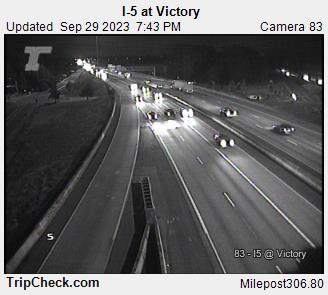 I-5 at Victory
Updated Sep 29 2023 7:43 PM Camera 83
T
S
83 - I5 @ Victory
TripCheck.com Milepost306.80